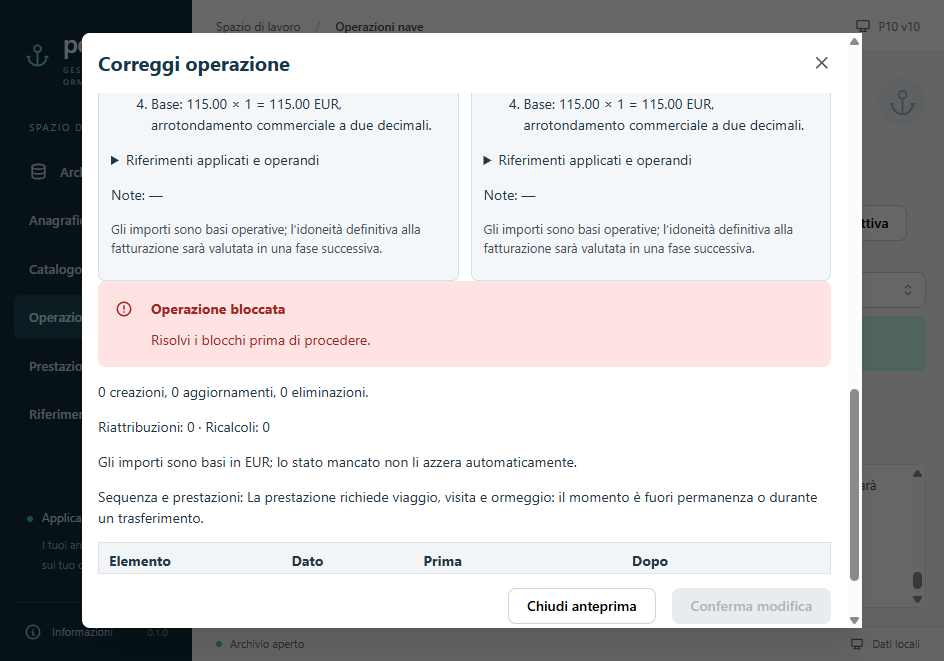 Spazio di lavoro / Operazioni nave
P10 v10
Correggi operazione
4. Base: 115.00 × 1 = 115.00 EUR,
arrotondamento commerciale a due decimali.
Riferimenti applicati e operandi
Note: —
Gli importi sono basi operative; l'idoneità definitiva alla
fatturazione sarà valutata in una fase successiva.
4. Base: 115.00 × 1 = 115.00 EUR,
arrotondamento commerciale a due decimali.
Riferimenti applicati e operandi
Note: —
Gli importi sono basi operative; l'idoneità definitiva alla
fatturazione sarà valutata in una fase successiva.
Operazione bloccata
Risolvi i blocchi prima di procedere.
0 creazioni, 0 aggiornamenti, 0 eliminazioni.
Riattribuzioni: 0 · Ricalcoli: 0
Gli importi sono basi in EUR; lo stato mancato non li azzera automaticamente.
Sequenza e prestazioni: La prestazione richiede viaggio, visita e ormeggio: il momento è fuori permanenza o durante
un trasferimento.
Elemento Dato Prima Dopo
Chiudi anteprima
Conferma modifica
SPAZIO D
Catalogo
Informazioni 0.1.0
Archivio aperto
Dati locali